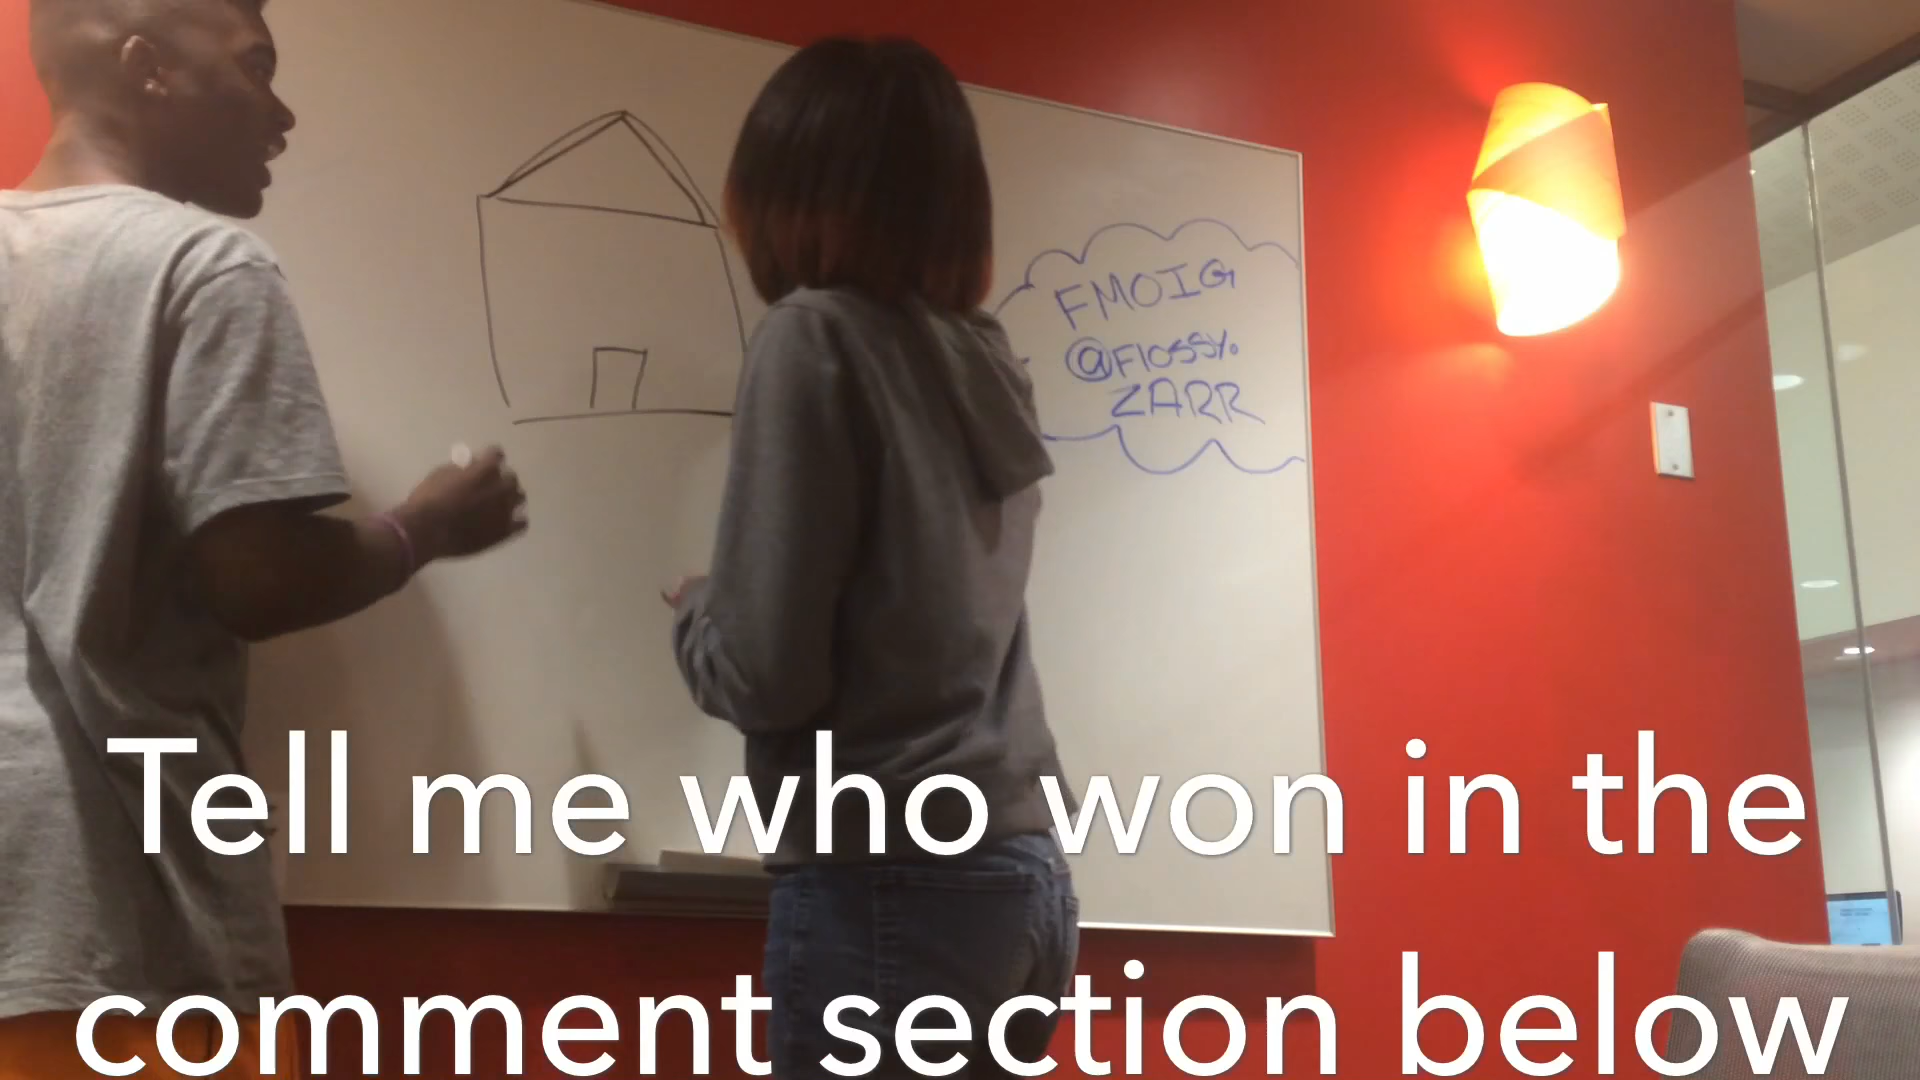 FMOIG
@Flossy.
ZARR
Tell me who won in the
comment section below